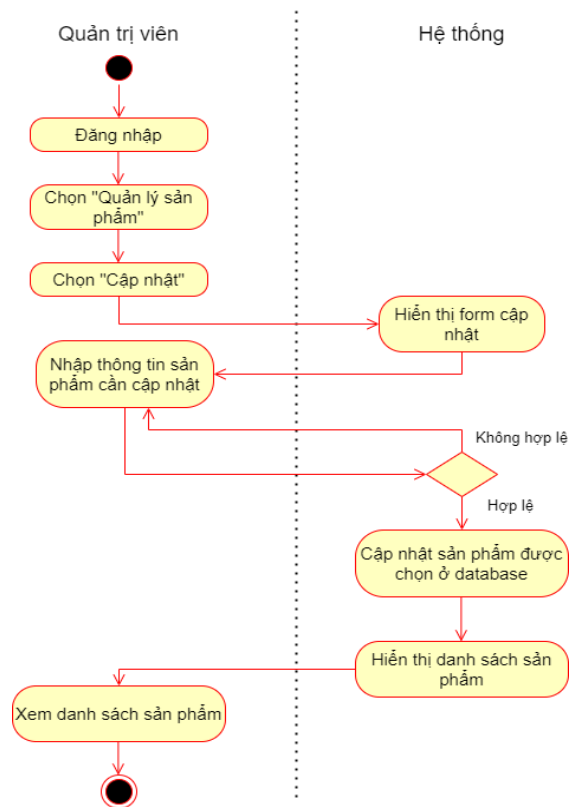 Quản trị viên
Hệ thống
Đăng nhập
Chọn "Quản lý sản
phẩm"
Chọn "Cập nhật"
Hiển thị form cập
nhật
Nhập thông tin sản
phẩm cần cập nhật
Không hợp lệ
Hợp lệ
Cập nhật sản phẩm được
chọn ở database
Hiển thị danh sách sản
phẩm
Xem danh sách sản phẩm